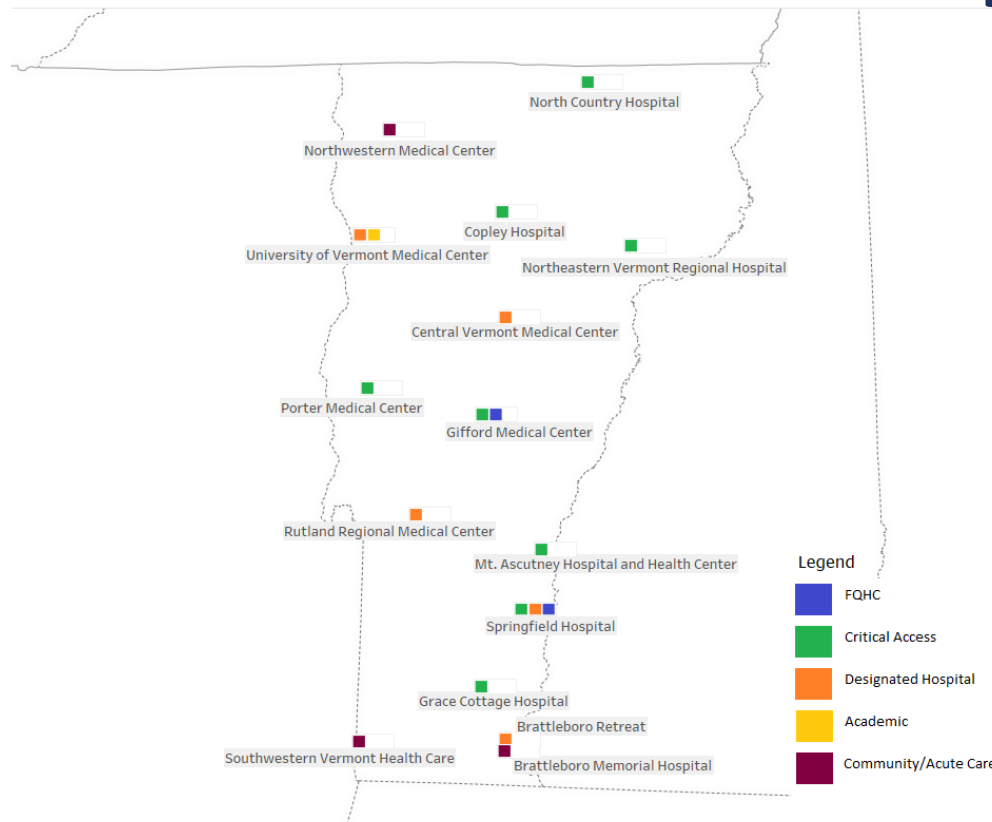 North Country Hospital
Northwestern Medical Center
Copley Hospital
University of Vermont Medical Center
Northeastern Vermont Regional Hospital
Central Vermont Medical Center
Porter Medical Center
Gifford Medical Center
Rutland Regional Medical Center
Mt. Ascutney Hospital and Health Center
Springfield Hospital
Grace Cottage Hospital
Brattleboro Retreat
Southwestern Vermont Health Care
Brattleboro Memorial Hospital
Legend
FQHC
Critical Access
Designated Hospital
Academic
Community/Acute Care